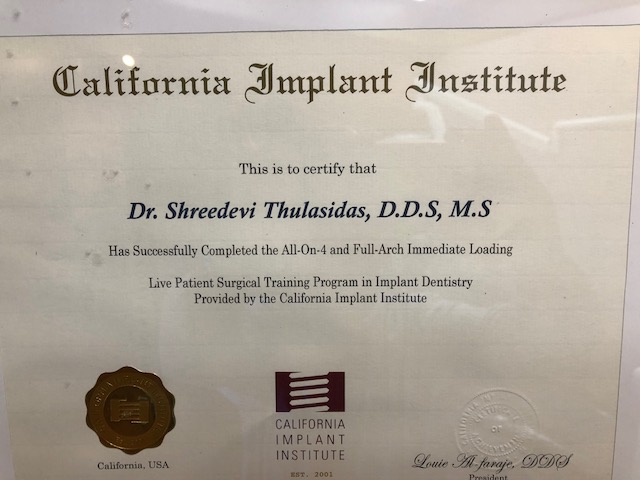 California Implant Institute
This is to certify that
Dr. Shreedevi Thulasidas, D.D.S, M.S
Has Successfully Completed the All-On-4 and Full-Arch Immediate Loading
Live Patient Surgical Training Program in Implant Dentistry
Provided by the California Implant Institute
CALIFORNIA
IMPLANT
INSTITUTE
EST. 2001
California, USA
Louie Al-faraje, DDS
President